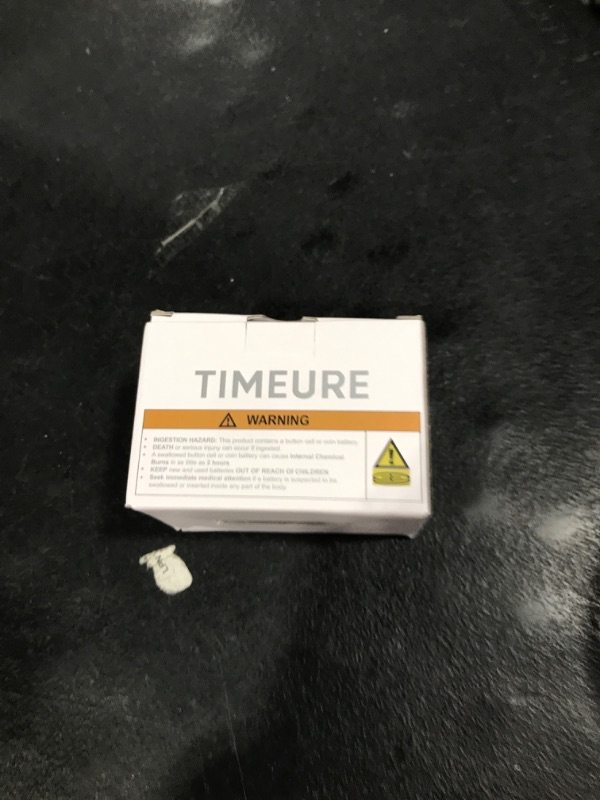 TIMEURE
WARNING
• INGESTION HAZARD: This product contains a button cell or coin battery.
• DEATH or serious injury can occur if ingested.
• A swallowed button cell or coin battery can cause Internal Chemical
Burns in as little as 2 hours.
• KEEP new and used batteries OUT OF REACH OF CHILDREN
• Seek immediate medical attention if a battery is suspected to be
swallowed or inserted inside any part of the body.